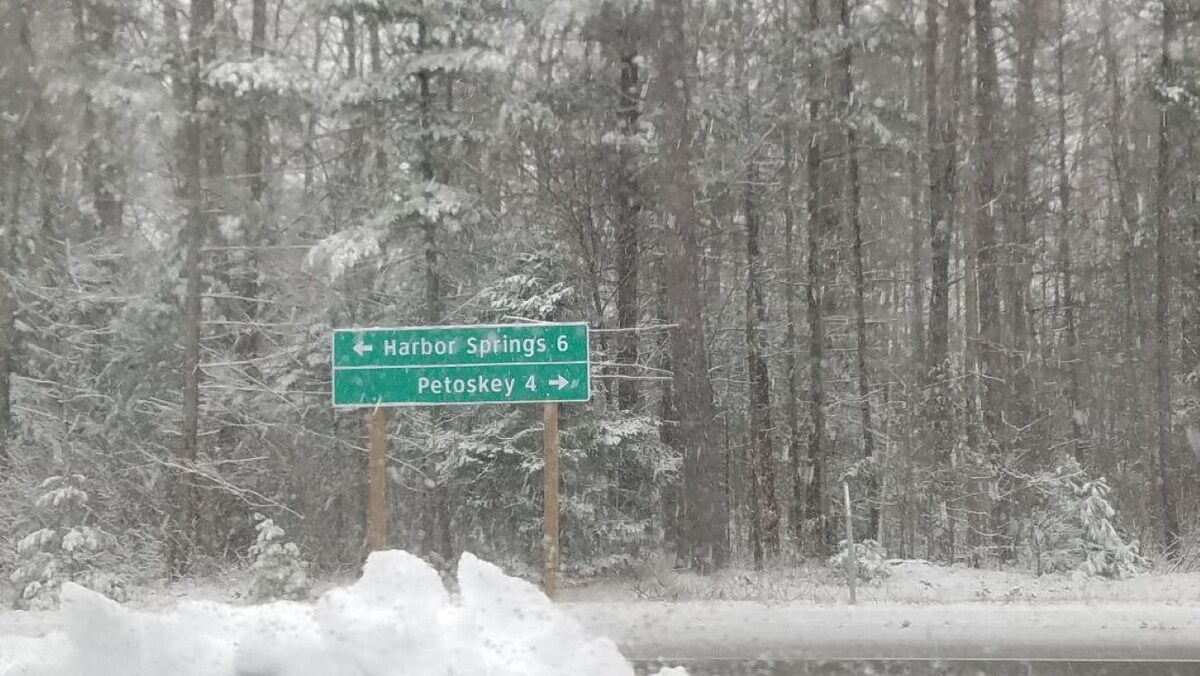 ← Harbor Springs 6
Petoskey 4 →